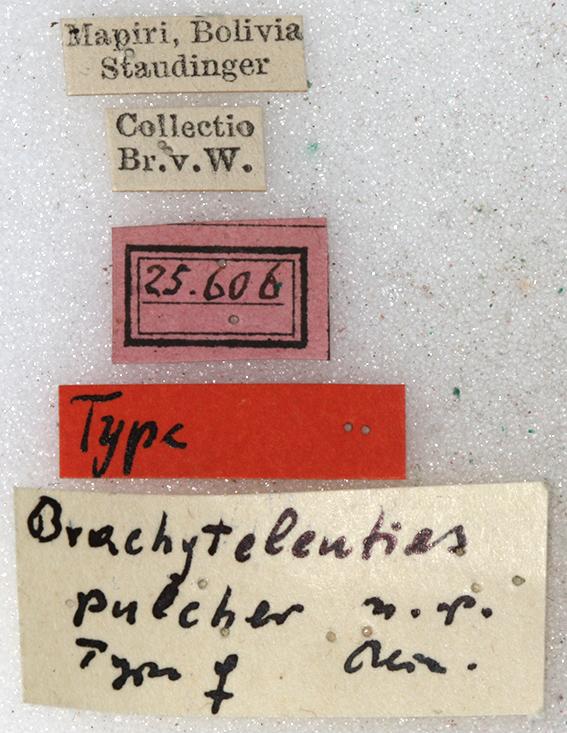 Mapiri, Bolivia
Staudinger
Collectio
Br.v.W.
25.606
Type
Brachytelenties
pulcher n. sp.
Type ♀